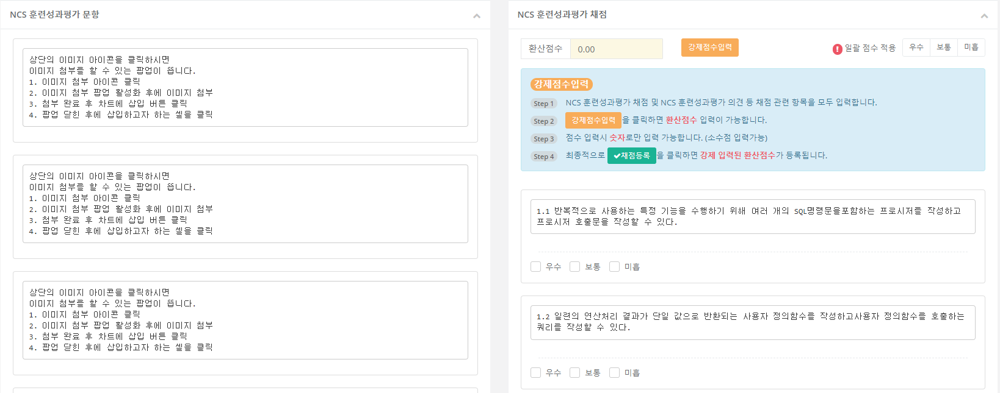 NCS 훈련성과평가 문항
상단의 이미지 아이콘을 클릭하시면
이미지 첨부를 할 수 있는 팝업이 뜹니다.
1. 이미지 첨부 아이콘 클릭
2. 이미지 첨부 팝업 활성화 후에 이미지 첨부
3. 첨부 완료 후 차트에 삽입 버튼 클릭
4. 팝업 닫힌 후에 삽입하고자 하는 셀을 클릭
상단의 이미지 아이콘을 클릭하시면
이미지 첨부를 할 수 있는 팝업이 뜹니다.
1. 이미지 첨부 아이콘 클릭
2. 이미지 첨부 팝업 활성화 후에 이미지 첨부
3. 첨부 완료 후 차트에 삽입 버튼 클릭
4. 팝업 닫힌 후에 삽입하고자 하는 셀을 클릭
상단의 이미지 아이콘을 클릭하시면
이미지 첨부를 할 수 있는 팝업이 뜹니다.
1. 이미지 첨부 아이콘 클릭
2. 이미지 첨부 팝업 활성화 후에 이미지 첨부
3. 첨부 완료 후 차트에 삽입 버튼 클릭
4. 팝업 닫힌 후에 삽입하고자 하는 셀을 클릭
NCS 훈련성과평가 채점
환산점수 0.00 강제점수입력 일괄 점수 적용 우수 보통 미흡
강제점수입력
Step 1 NCS 훈련성과평가 채점 및 NCS 훈련성과평가 의견 등 채점 관련 항목을 모두 입력합니다.
Step 2 강제점수입력 을 클릭하면 환산점수 입력이 가능합니다.
Step 3 점수 입력시 숫자로만 입력 가능합니다. (소수점 입력가능)
Step 4 최종적으로 ✔채점등록 을 클릭하면 강제 입력된 환산점수가 등록됩니다.
1.1 반복적으로 사용하는 특정 기능을 수행하기 위해 여러 개의 SQL명령문을포함하는 프로시저를 작성하고
프로시저 호출문을 작성할 수 있다.
우수 보통 미흡
1.2 일련의 연산처리 결과가 단일 값으로 반환되는 사용자 정의함수를 작성하고사용자 정의함수를 호출하는
쿼리를 작성할 수 있다.
우수 보통 미흡